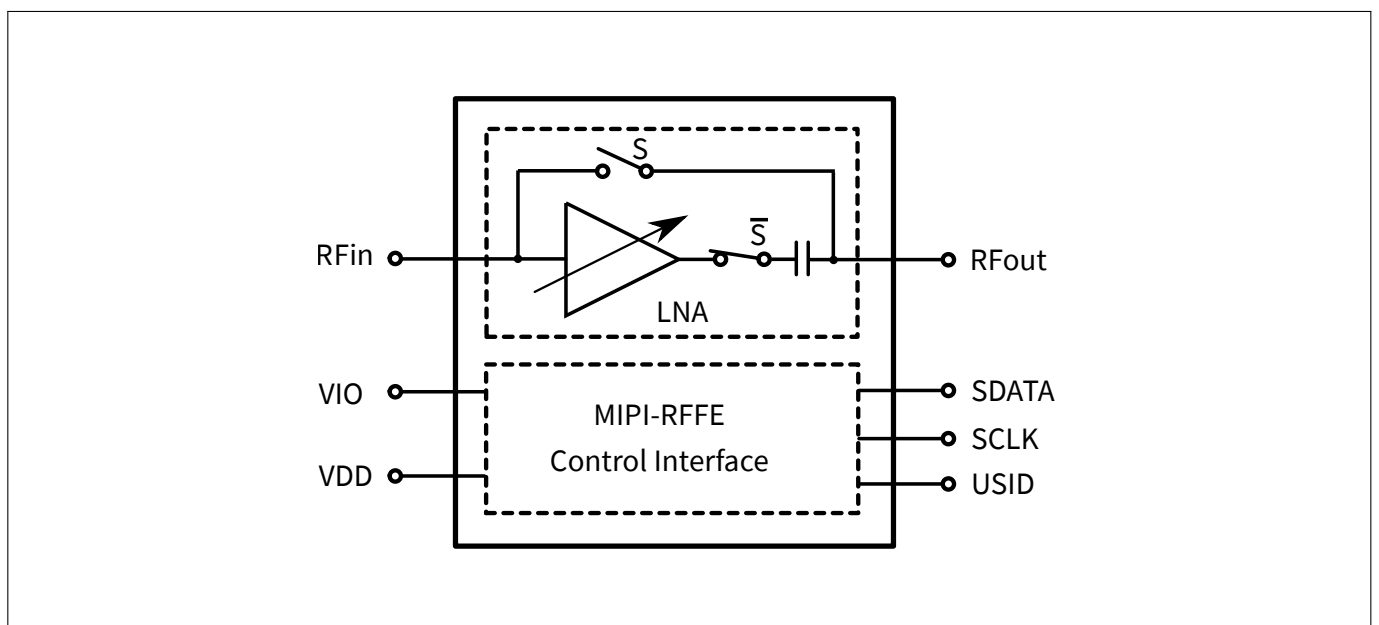 S
RFin
S̅
RFout
LNA
VIO
MIPI-RFFE
Control Interface
SDATA
SCLK
VDD
USID